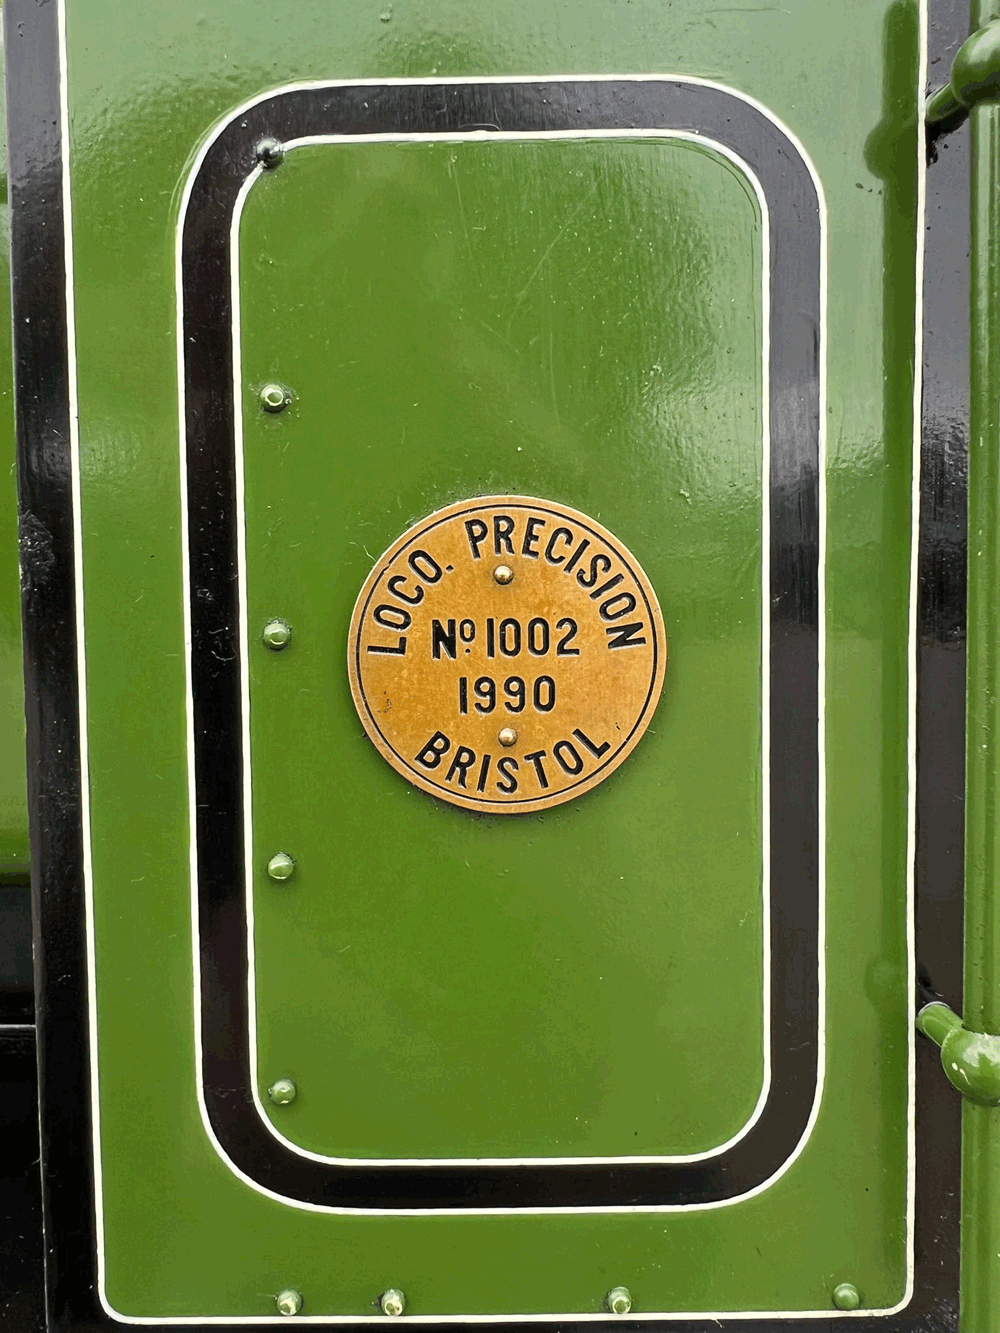 LOCO. PRECISION
Nº 1002
1990
BRISTOL